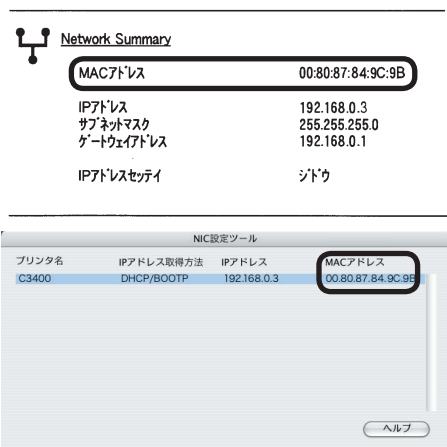 Network Summary
MACアドレス 00:80:87:84:9C:9B
IPアドレス 192.168.0.3
サブネットマスク 255.255.255.0
ゲートウェイアドレス 192.168.0.1
IPアドレスセッテイ ジドウ
NIC設定ツール
プリンタ名 IPアドレス取得方法 IPアドレス MACアドレス
C3400 DHCP/BOOTP 192.168.0.3 00.80.87.84.9C.9B
ヘルプ